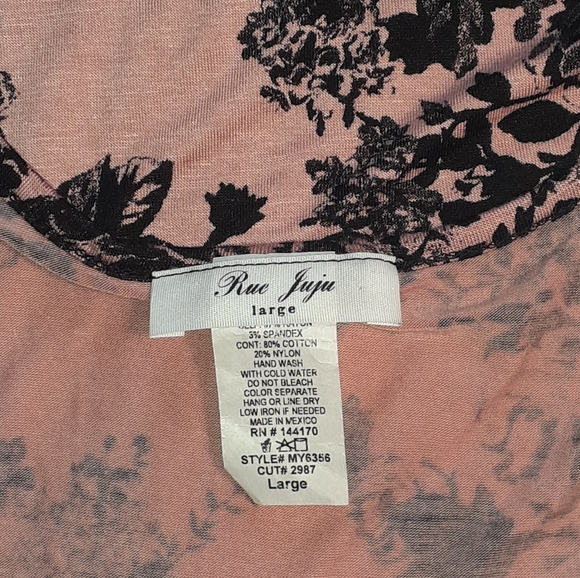 Rue Juju
large
3% SPANDEX
CONT: 80% COTTON
20% NYLON
HAND WASH
WITH COLD WATER
DO NOT BLEACH
COLOR SEPARATE
HANG OR LINE DRY
LOW IRON IF NEEDED
MADE IN MEXICO
RN # 144170
STYLE# MY6356
CUT# 2987
Large